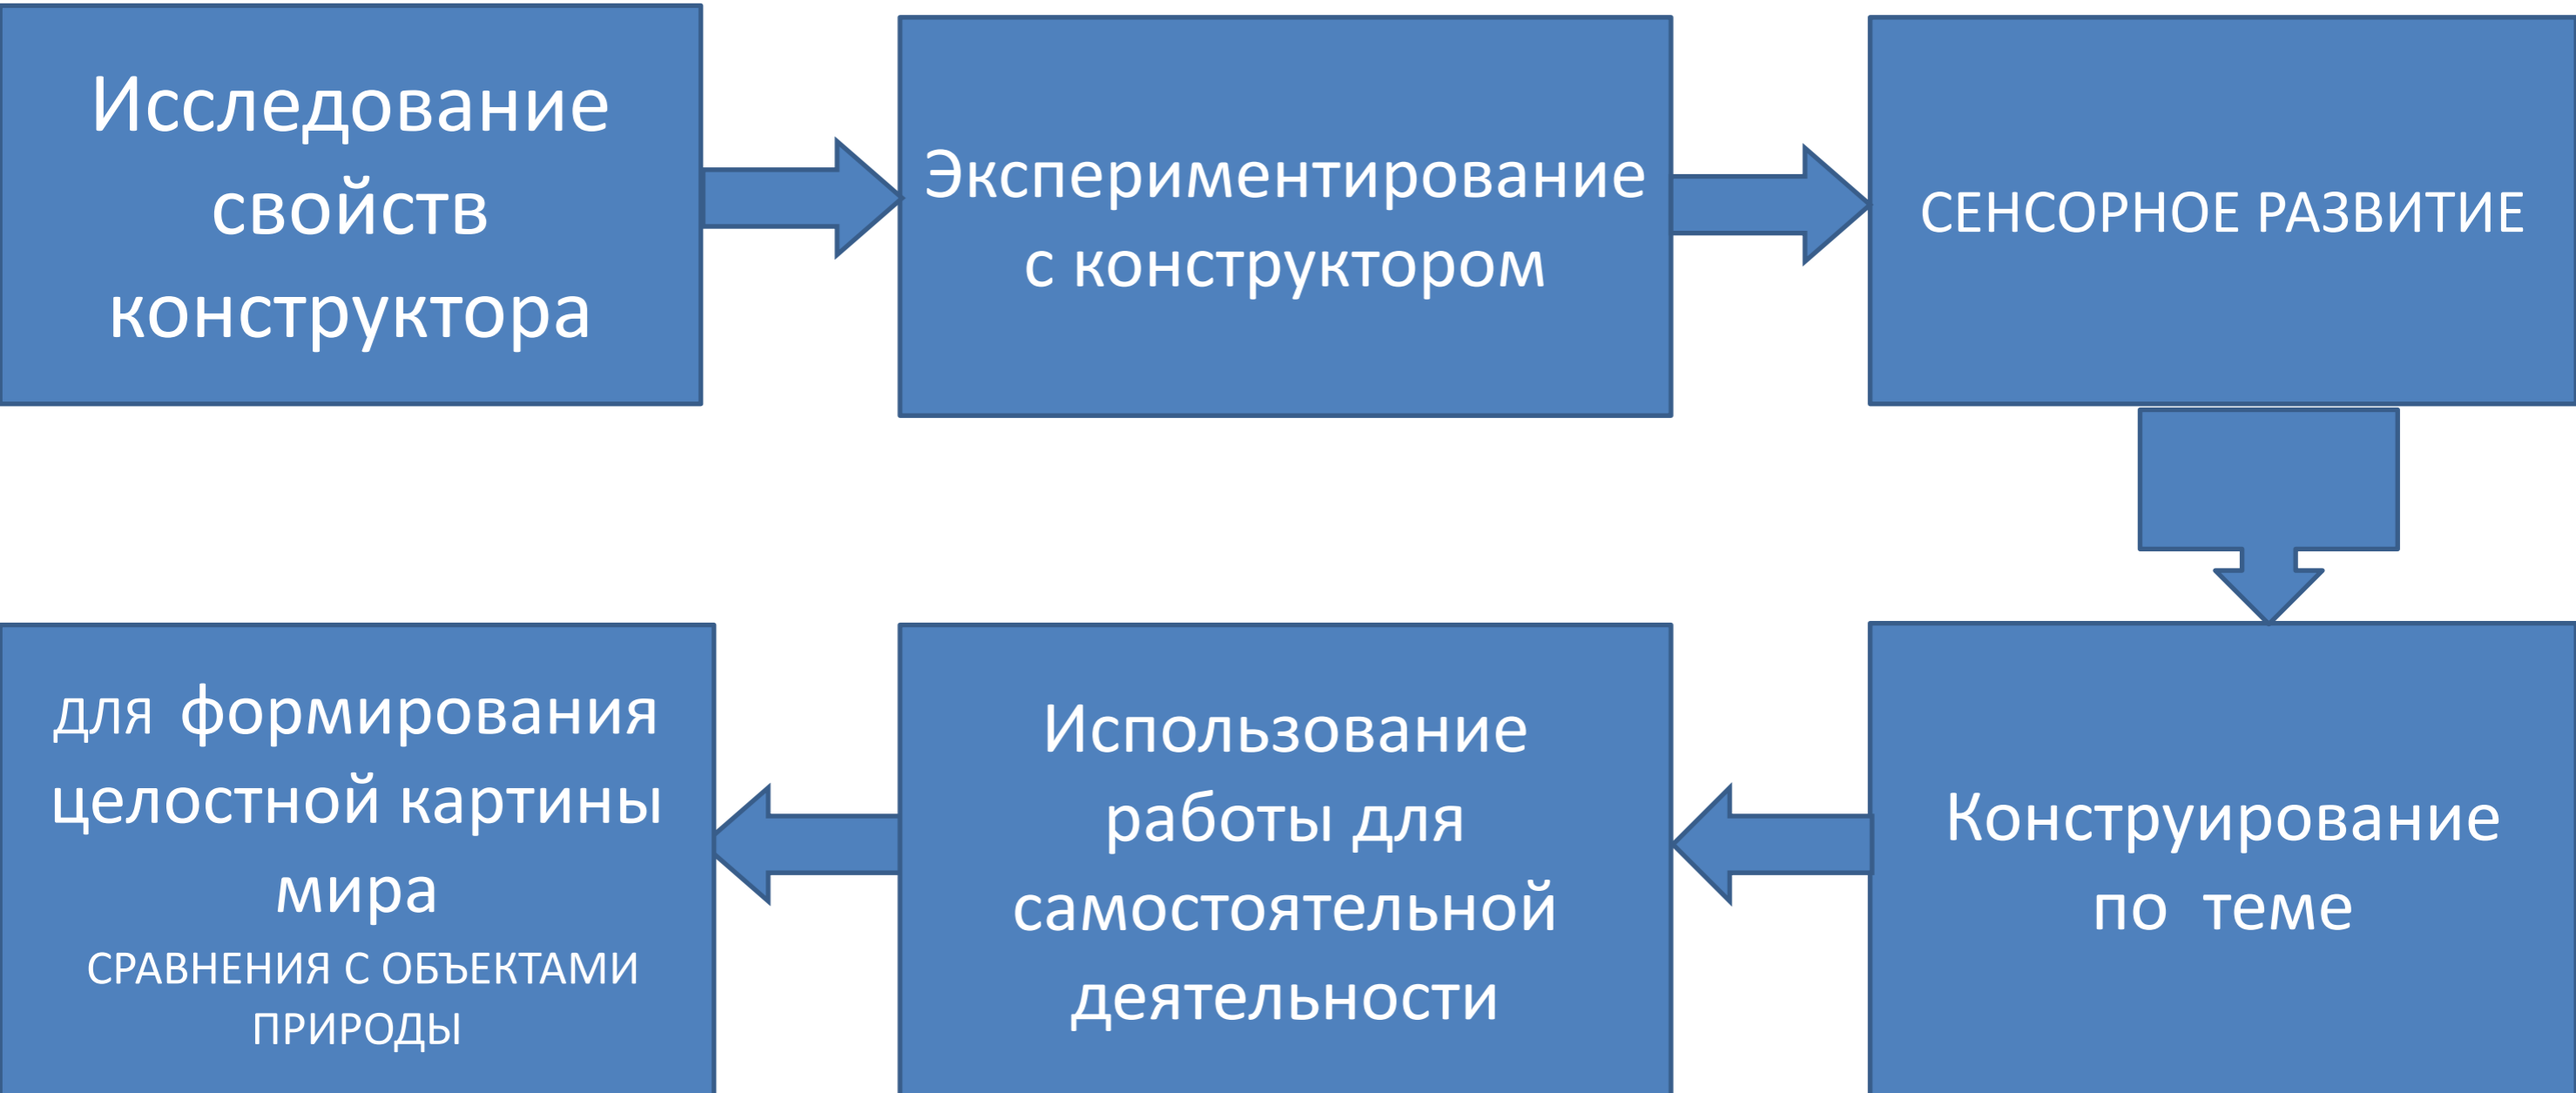 Исследование
свойств
конструктора
Экспериментирование
с конструктором
СЕНСОРНОЕ РАЗВИТИЕ
Конструирование
по теме
Использование
работы для
самостоятельной
деятельности
для формирования
целостной картины
мира
СРАВНЕНИЯ С ОБЪЕКТАМИ
ПРИРОДЫ